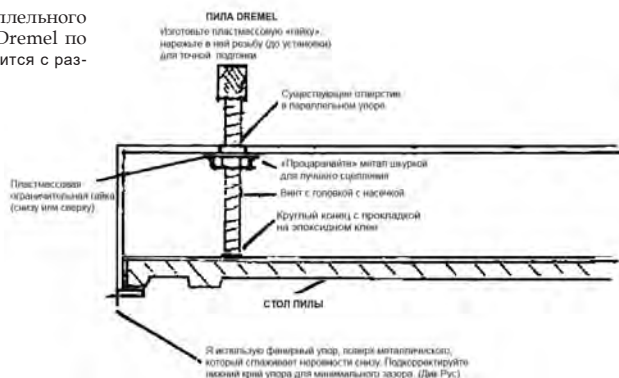 ллельного
Dremel по
ится с раз-
ПИЛА DREMEL
Изготовьте пластмассовую «гайку»,
нарежьте в ней резьбу (до установки)
для точной подгонки
Существующее отверстие
в параллельном упоре
«Процарапайте» метал шкуркой
для лучшего сцепления
Пластмассовая
ограничительная гайка
(снизу или сверху)
Винт с головкой с насечкой
Круглый конец с прокладкой
на эпоксидном клеи
СТОЛ ПИЛЫ
Я использую фанерный упор, поверх металлического,
который сглаживает неровности снизу. Подкорректируйте
нижний край упора для минимального зазора. (Лив Рус)